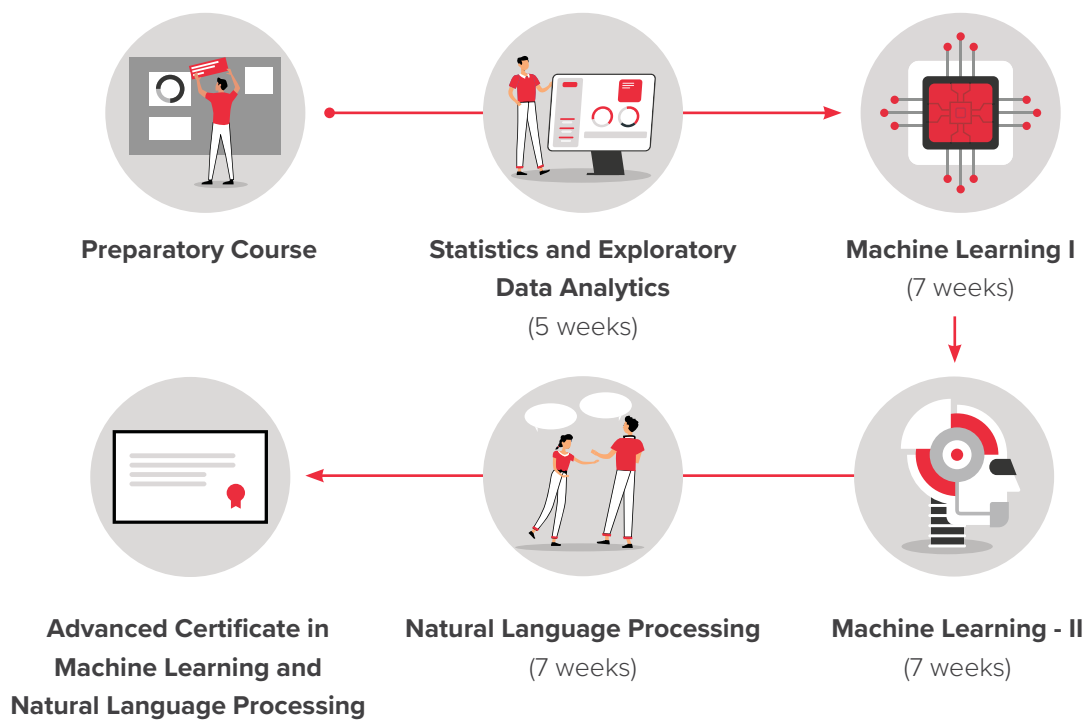 Preparatory Course
Statistics and Exploratory
Data Analytics
(5 weeks)
Machine Learning I
(7 weeks)
Advanced Certificate in
Machine Learning and
Natural Language Processing
Natural Language Processing
(7 weeks)
Machine Learning - II
(7 weeks)